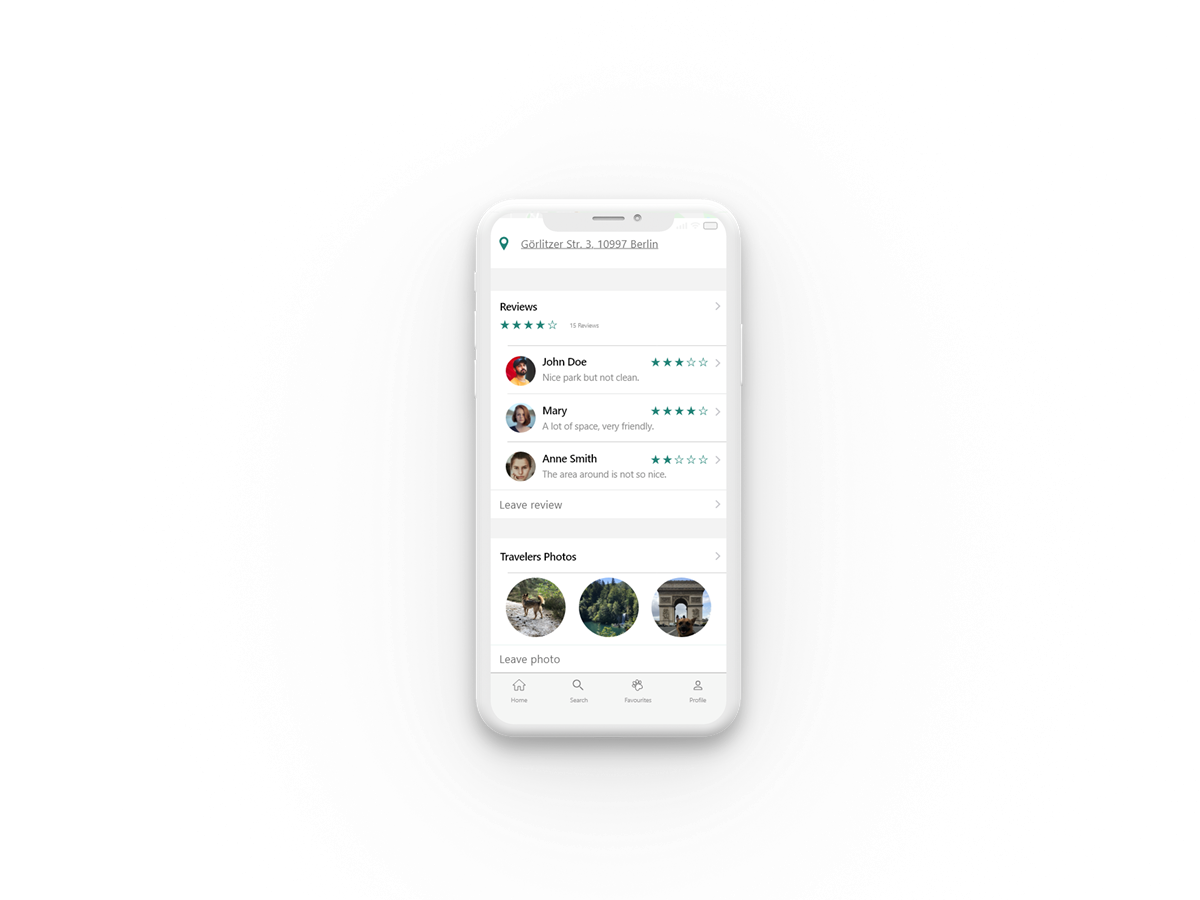 Görlitzer Str. 3, 10997 Berlin
Reviews
15 Reviews
John Doe
Nice park but not clean.
Mary
A lot of space, very friendly.
Anne Smith
The area around is not so nice.
Leave review
Travelers Photos
Leave photo
Home Search Favourites Profile